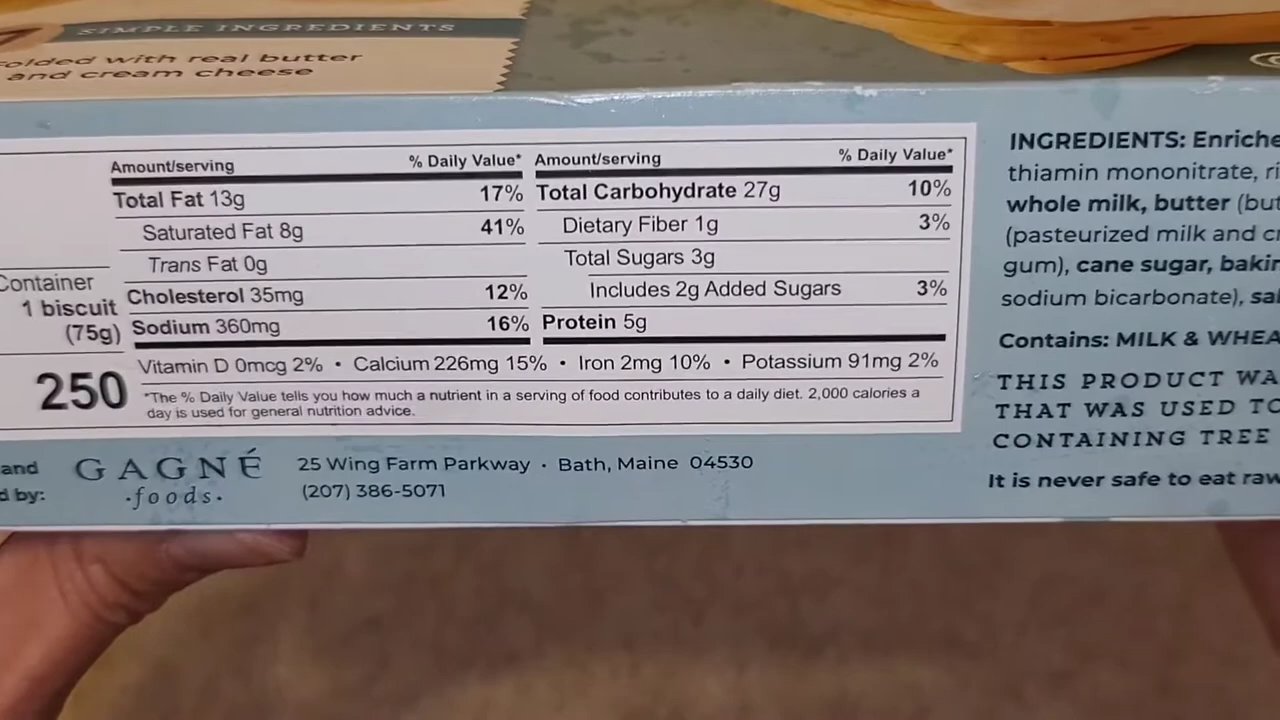 SIMPLE INGREDIENTS
folded with real butter
and cream cheese
Amount/serving % Daily Value*
Total Fat 13g 17%
Saturated Fat 8g 41%
Trans Fat 0g
Cholesterol 35mg 12%
Sodium 360mg 16%
Amount/serving % Daily Value*
Total Carbohydrate 27g 10%
Dietary Fiber 1g 3%
Total Sugars 3g
Includes 2g Added Sugars 3%
Protein 5g
Container
1 biscuit
(75g)
250
Vitamin D 0mcg 2% • Calcium 226mg 15% • Iron 2mg 10% • Potassium 91mg 2%
*The % Daily Value tells you how much a nutrient in a serving of food contributes to a daily diet. 2,000 calories a
day is used for general nutrition advice.
and
by:
GAGNÉ
·foods·
25 Wing Farm Parkway · Bath, Maine 04530
(207) 386-5071
INGREDIENTS:
thiamin mononitrate,
whole milk, butter
(pasteurized milk and
gum), cane sugar,
sodium bicarbonate),
Contains: MILK &
THIS PRODUCT
THAT WAS USED
CONTAINING TREE
It is never safe to eat raw